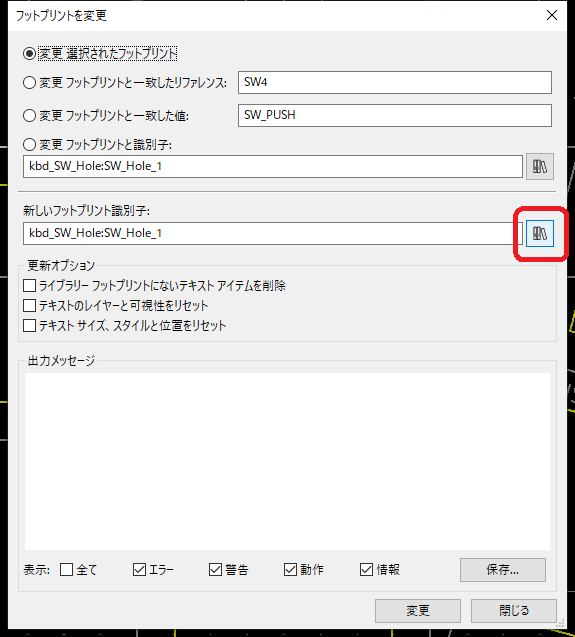 フットプリントを変更
変更 選択されたフットプリント
変更 フットプリントと一致したリファレンス: SW4
変更 フットプリントと一致した値: SW_PUSH
変更 フットプリントと識別子:
kbd_SW_Hole:SW_Hole_1
新しいフットプリント識別子:
kbd_SW_Hole:SW_Hole_1
更新オプション
ライブラリー フットプリントにないテキスト アイテムを削除
テキストのレイヤーと可視性をリセット
テキスト サイズ、スタイルと位置をリセット
出力メッセージ
表示: 全て エラー 警告 動作 情報 保存...
変更 閉じる